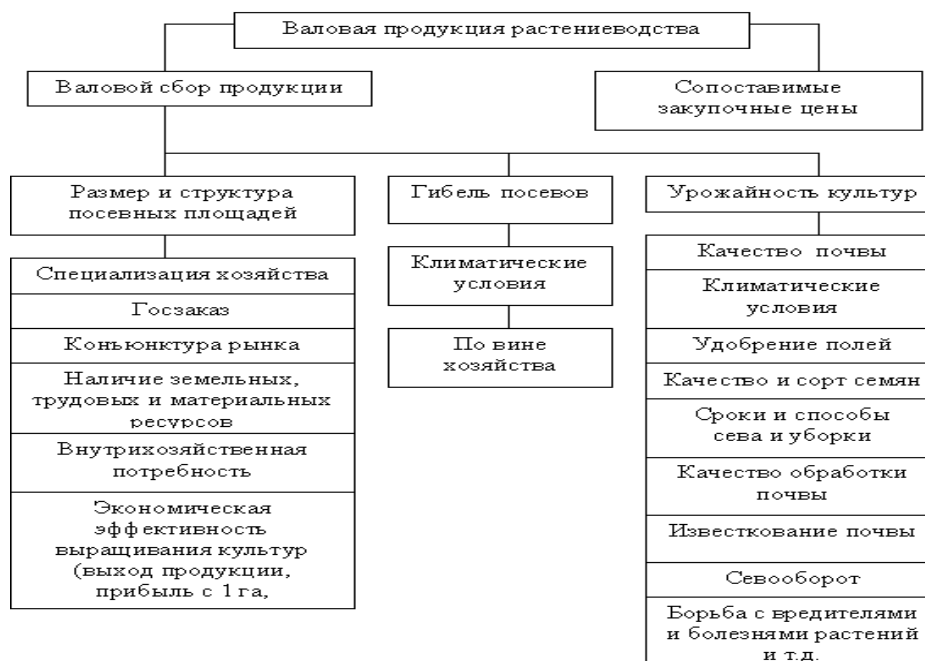 Валовая продукция растениеводства
Валовой сбор продукции
Сопоставимые
закупочные цены
Размер и структура
посевных площадей
Гибель посевов
Урожайность культур
Специализация хозяйства
Госзаказ
Конъюнктура рынка
Наличие земельных,
трудовых и материальных
ресурсов
Внутрихозяйственная
потребность
Экономическая
эффективность
выращивания культур
(выход продукции,
прибыль с 1 га,
Климатические
условия
По вине
хозяйства
Качество почвы
Климатические
условия
Удобрение полей
Качество и сорт семян
Сроки и способы
сева и уборки
Качество обработки
почвы
Известкование почвы
Севооборот
Борьба с вредителями
и болезнями растений
и т.д.